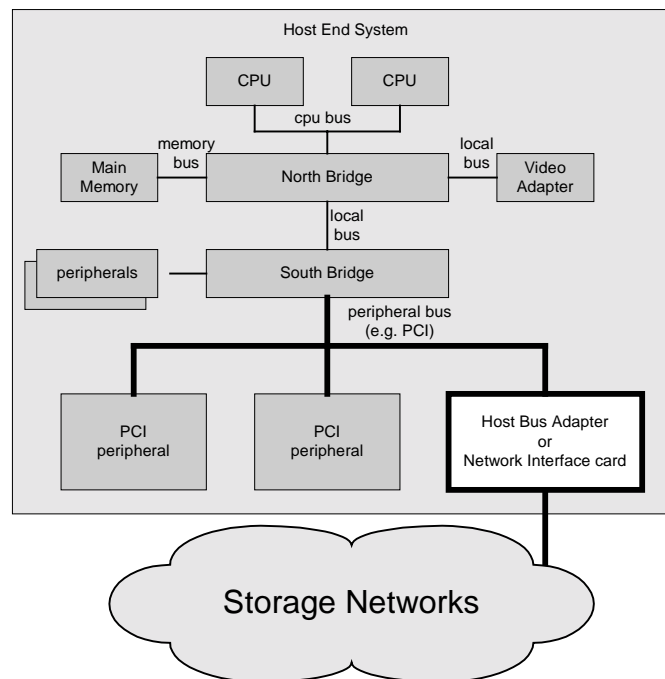 Host End System
CPU
CPU
cpu bus
memory
bus
local
bus
Main
Memory
North Bridge
Video
Adapter
local
bus
peripherals
South Bridge
peripheral bus
(e.g. PCI)
PCI
peripheral
PCI
peripheral
Host Bus Adapter
or
Network Interface card
Storage Networks